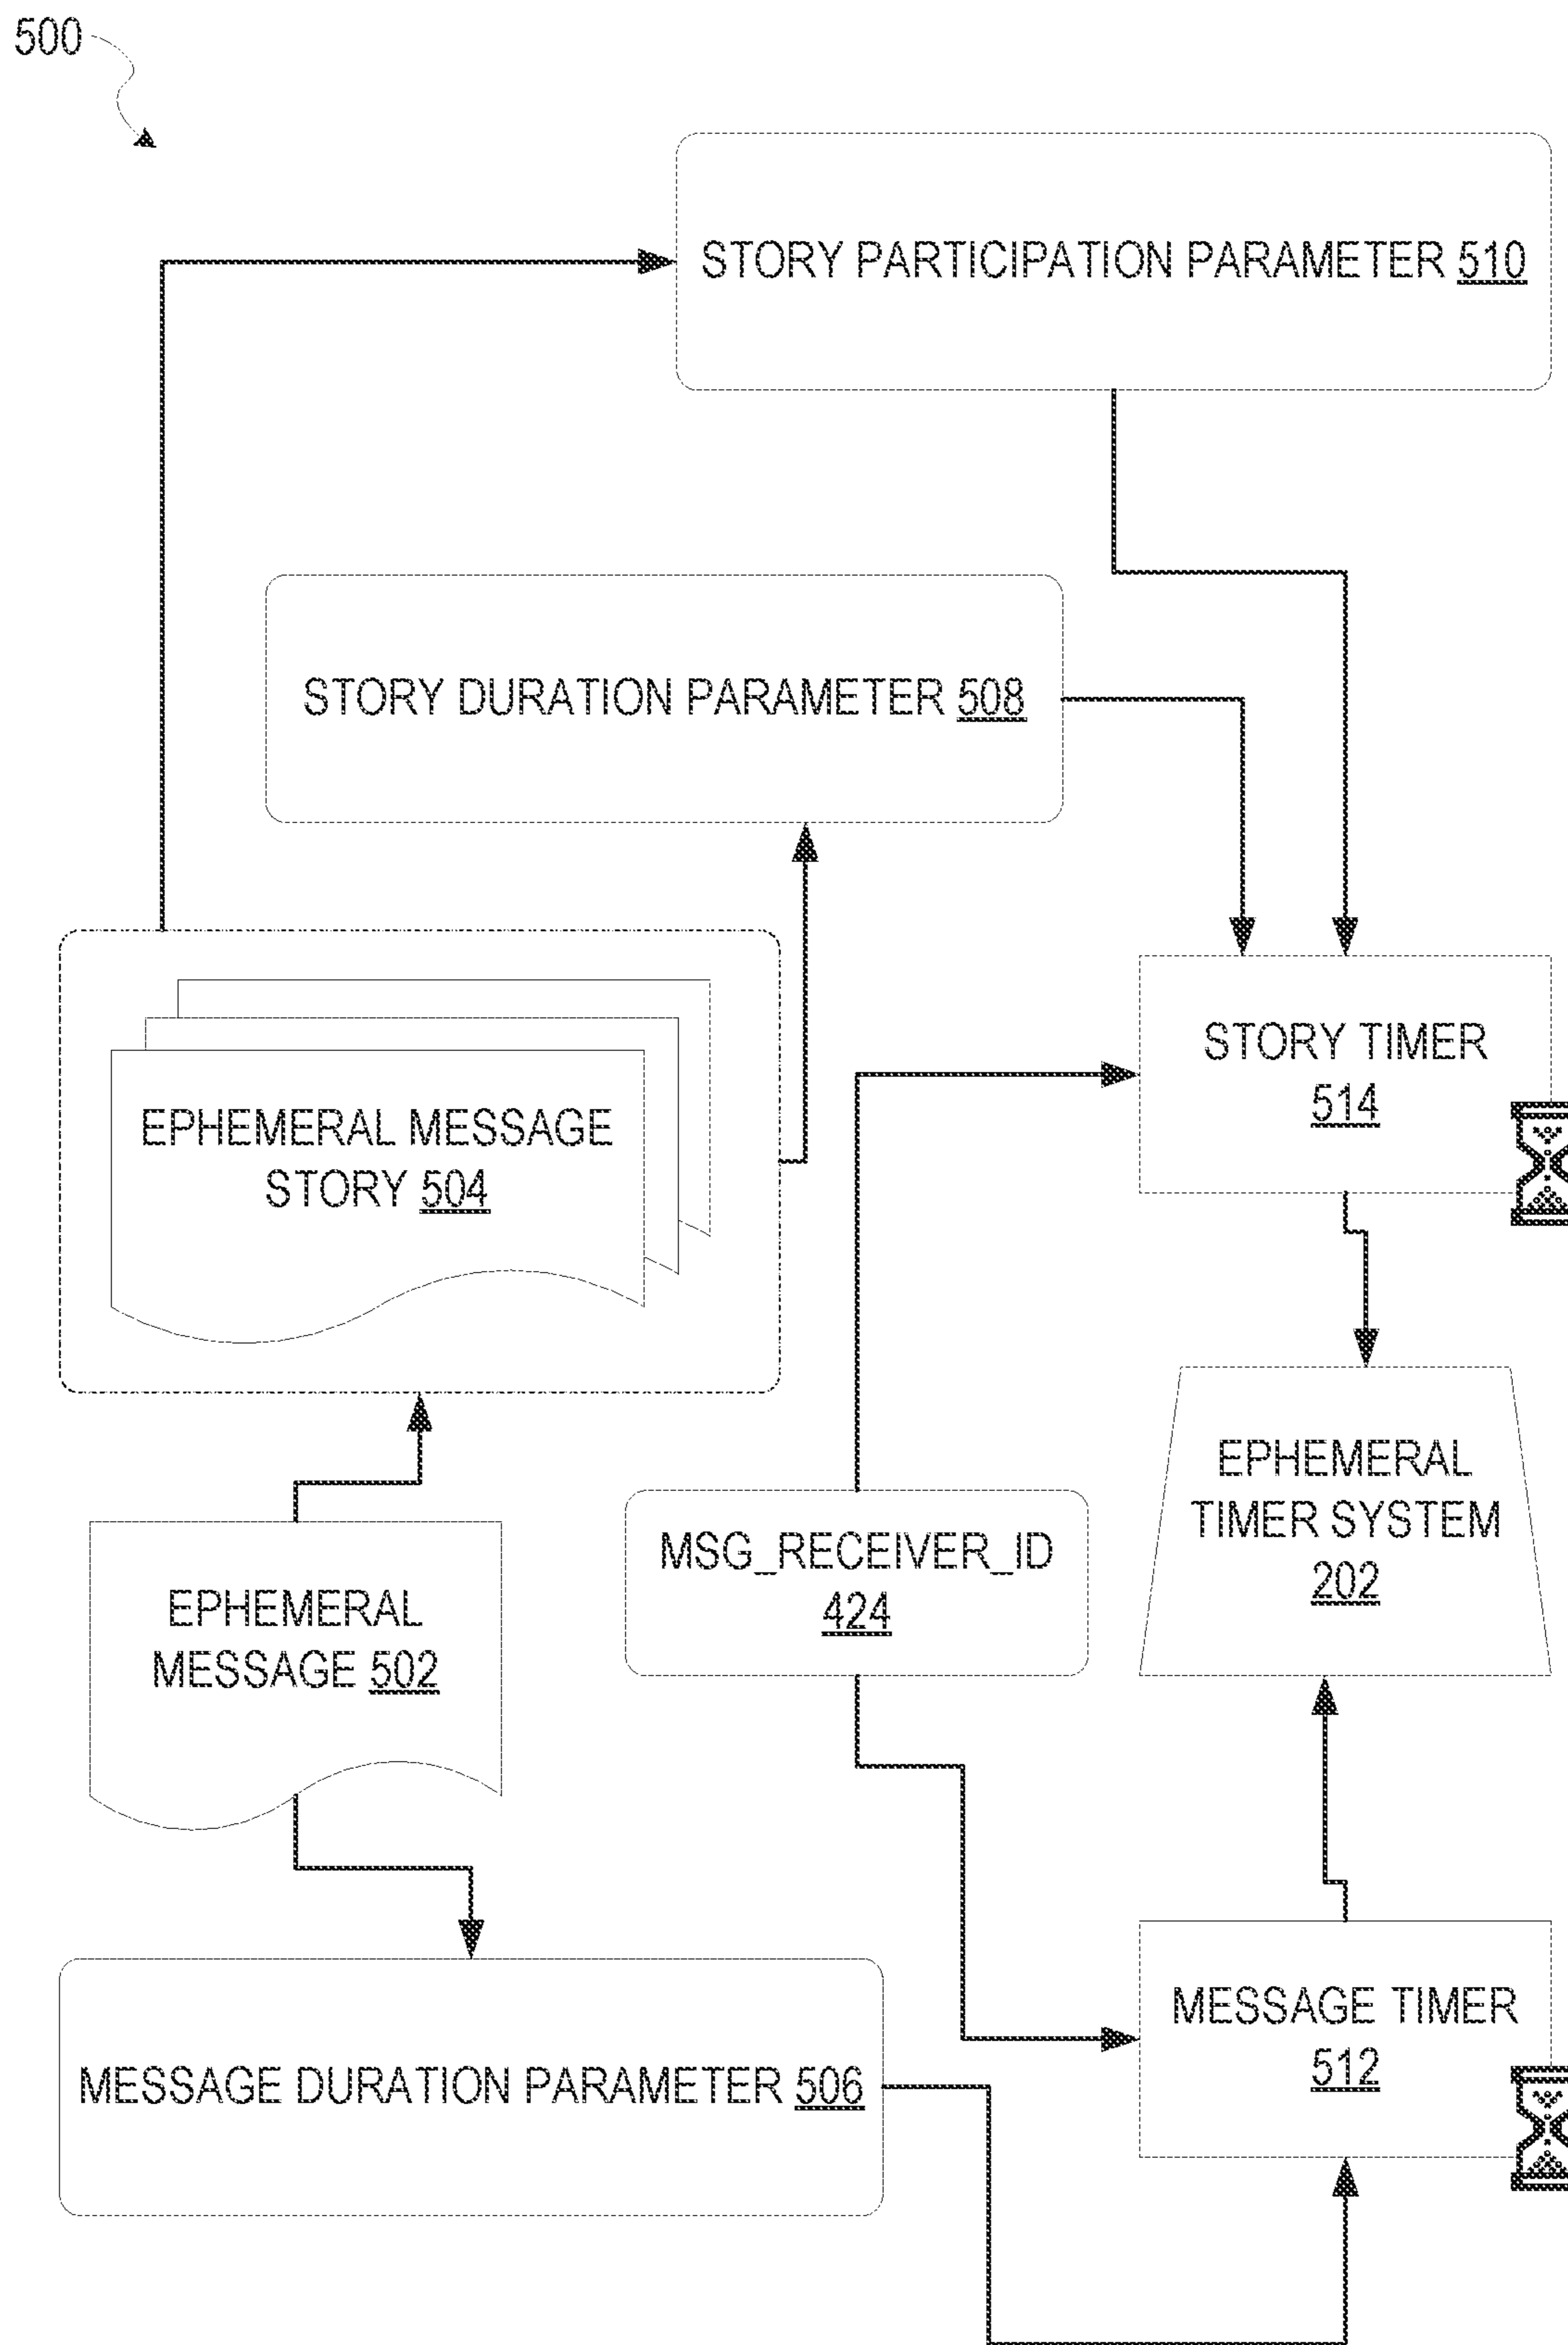 500
STORY PARTICIPATION PARAMETER 510
STORY DURATION PARAMETER 508
EPHEMERAL MESSAGE
STORY 504
STORY TIMER
514
EPHEMERAL
TIMER SYSTEM
202
MSG_RECEIVER_ID
424
EPHEMERAL
MESSAGE 502
MESSAGE TIMER
512
MESSAGE DURATION PARAMETER 506